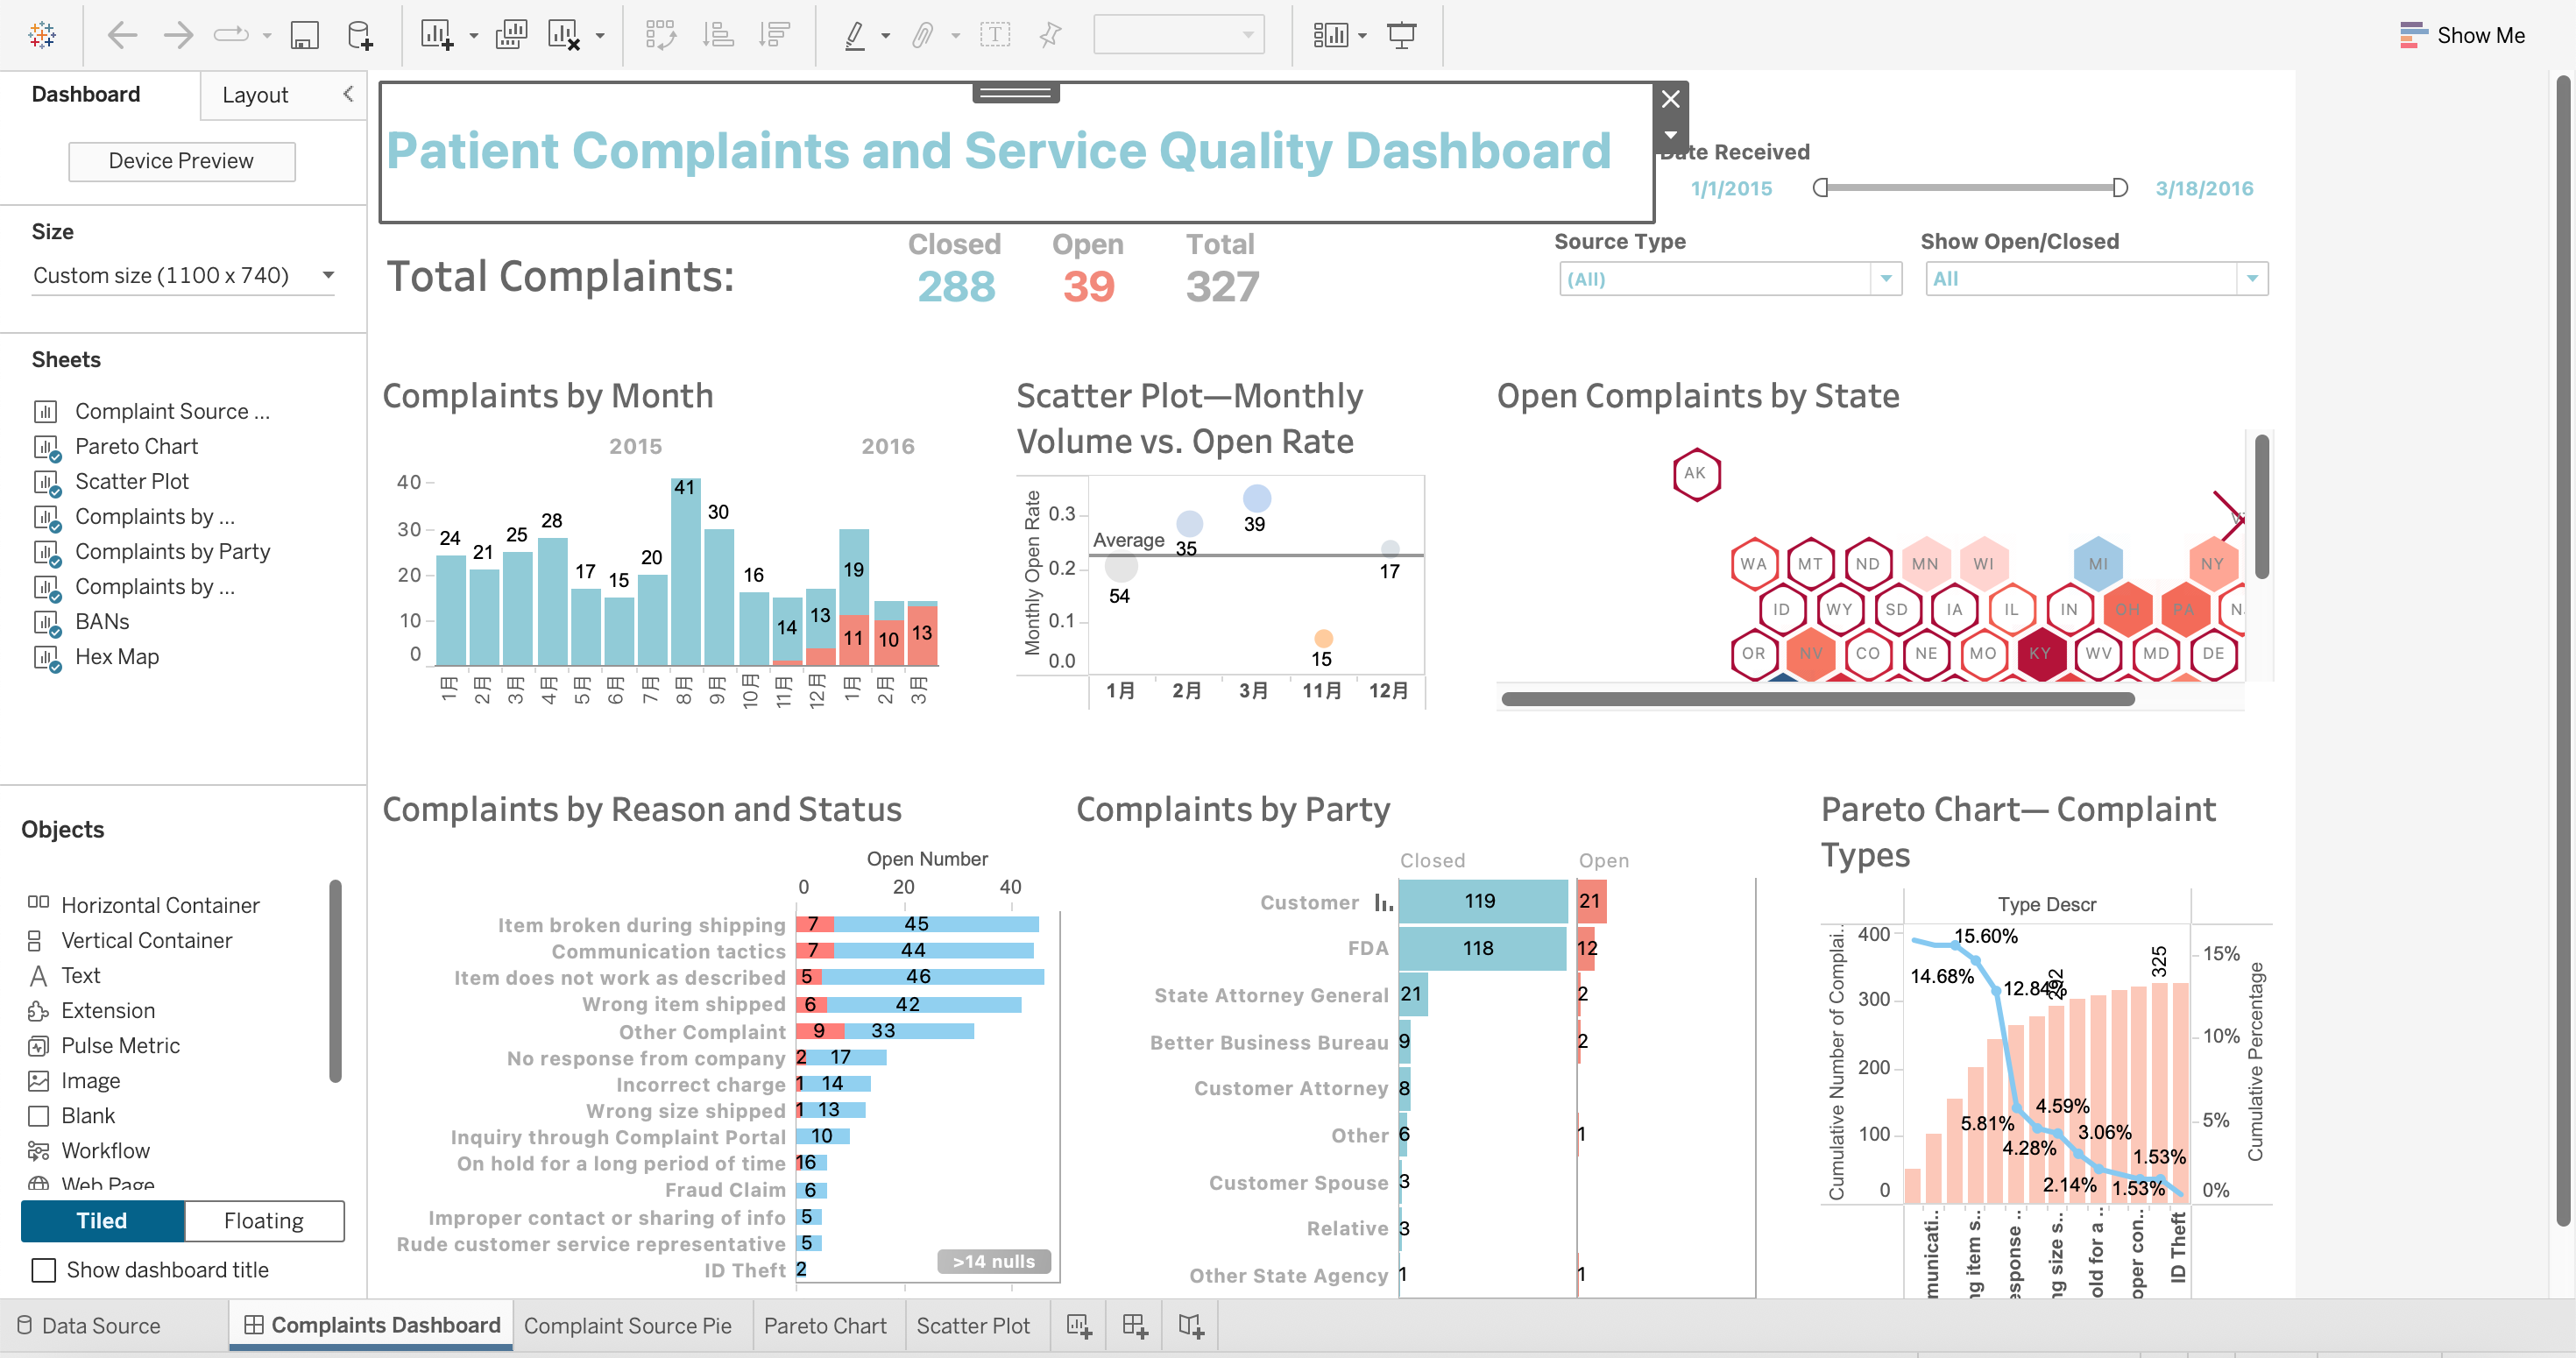 Show Me
Dashboard
Layout
Device Preview
Size
Custom size (1100 x 740)
Sheets
Complaint Source ...
Pareto Chart
Scatter Plot
Complaints by ...
Complaints by Party
Complaints by ...
BANs
Hex Map
Objects
Horizontal Container
Vertical Container
Text
Extension
Pulse Metric
Image
Blank
Workflow
Web Page
Tiled
Floating
Show dashboard title
Patient Complaints and Service Quality Dashboard
Date Received
1/1/2015
3/18/2016
Total Complaints:
Closed Open Total
288 39 327
Source Type
(All)
Show Open/Closed
All
Complaints by Month
2015 2016
40
30
20
10
0
24 21 25 28 17 15 20 41 30 16 14 13 19 11 10 13
1月 2月 3月 4月 5月 6月 7月 8月 9月 10月 11月 12月 1月 2月 3月
Scatter Plot—Monthly
Volume vs. Open Rate
Monthly Open Rate
0.3
0.2
0.1
0.0
Average
54 35 39 15 17
1月 2月 3月 11月 12月
Open Complaints by State
AK
WA MT ND MN WI MI NY
ID WY SD IA IL IN OH PA
OR NV CO NE MO KY WV MD DE
Complaints by Reason and Status
Open Number
0 20 40
Item broken during shipping 7 45
Communication tactics 7 44
Item does not work as described 5 46
Wrong item shipped 6 42
Other Complaint 9 33
No response from company 2 17
Incorrect charge 1 14
Wrong size shipped 1 13
Inquiry through Complaint Portal 10
On hold for a long period of time 1 6
Fraud Claim 6
Improper contact or sharing of info 5
Rude customer service representative 5
ID Theft 2
>14 nulls
Complaints by Party
Closed Open
Customer 119 21
FDA 118 12
State Attorney General 21 2
Better Business Bureau 9 2
Customer Attorney 8
Other 6 1
Customer Spouse 3
Relative 3
Other State Agency 1 1
Pareto Chart— Complaint
Types
Type Descr
Cumulative Number of Complai..
400
300
200
100
0
15.60%
14.68%
12.84%
292
325
5.81%
4.59%
4.28%
3.06%
2.14%
1.53%
1.53%
15%
10%
5%
0%
Cumulative Percentage
municati..
ng item s..
esponse ..
ng size s..
old for a ..
oper con..
ID Theft
Data Source
Complaints Dashboard
Complaint Source Pie
Pareto Chart
Scatter Plot